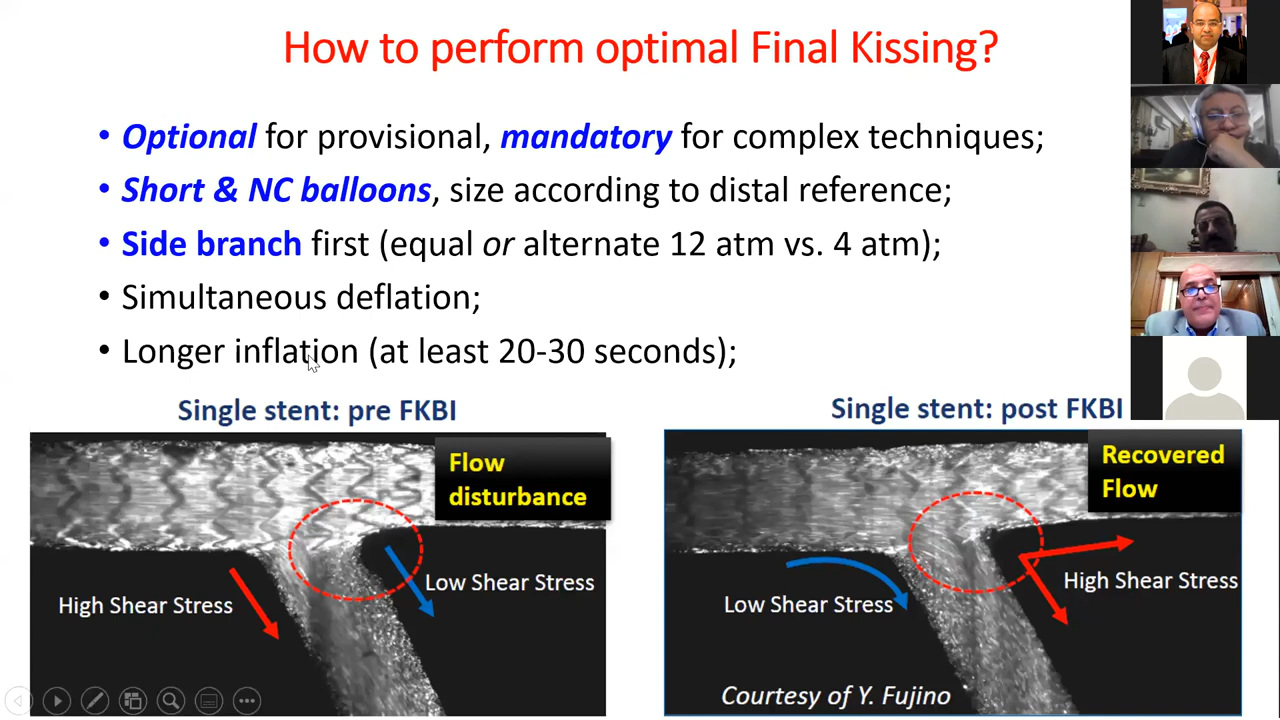 How to perform optimal Final Kissing?
• Optional for provisional, mandatory for complex techniques;
• Short & NC balloons, size according to distal reference;
• Side branch first (equal or alternate 12 atm vs. 4 atm);
• Simultaneous deflation;
• Longer inflation (at least 20-30 seconds);
Single stent: pre FKBI
Flow
disturbance
High Shear Stress
Low Shear Stress
Single stent: post FKBI
Recovered
Flow
Low Shear Stress
High Shear Stress
Courtesy of Y. Fujino